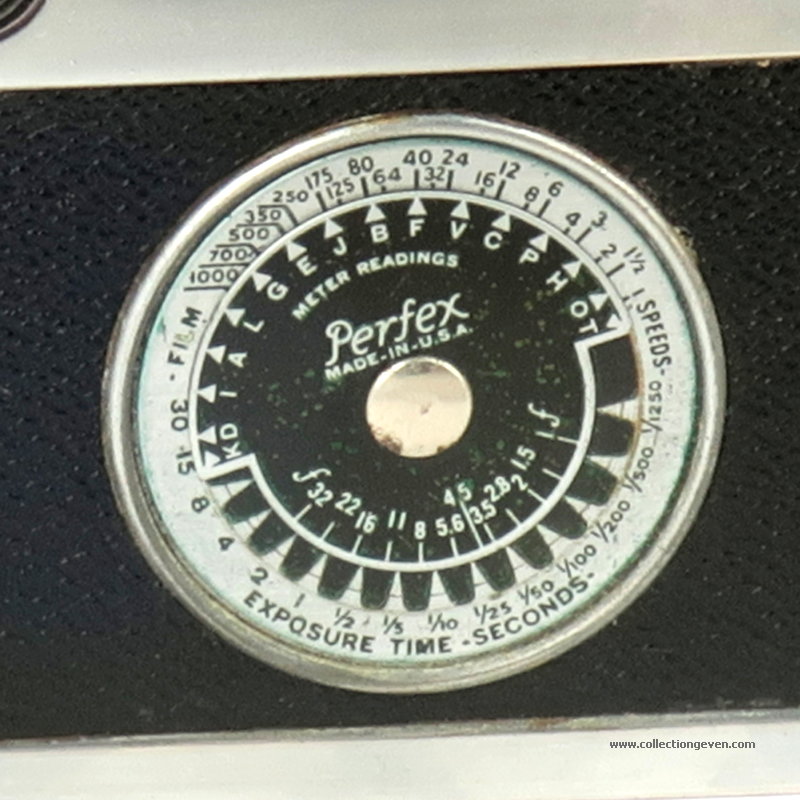 FILM SPEEDS
1000 700 500 350 250 175 125 80 64 40 32 24 16 12 8 6 4 3 2 1½ 1
K D I A L G E J B F V C P H O T
METER READINGS
Perfex
MADE-IN-U.S.A.
f 32 22 16 11 8 5.6 4.5 3.5 2.8 2 1.5 1 f
30 15 8 4 2 1 ½ 1/5 1/10 1/25 1/50 1/100 1/200 1/500 1/1250
EXPOSURE TIME - SECONDS -
www.collectiongeven.com